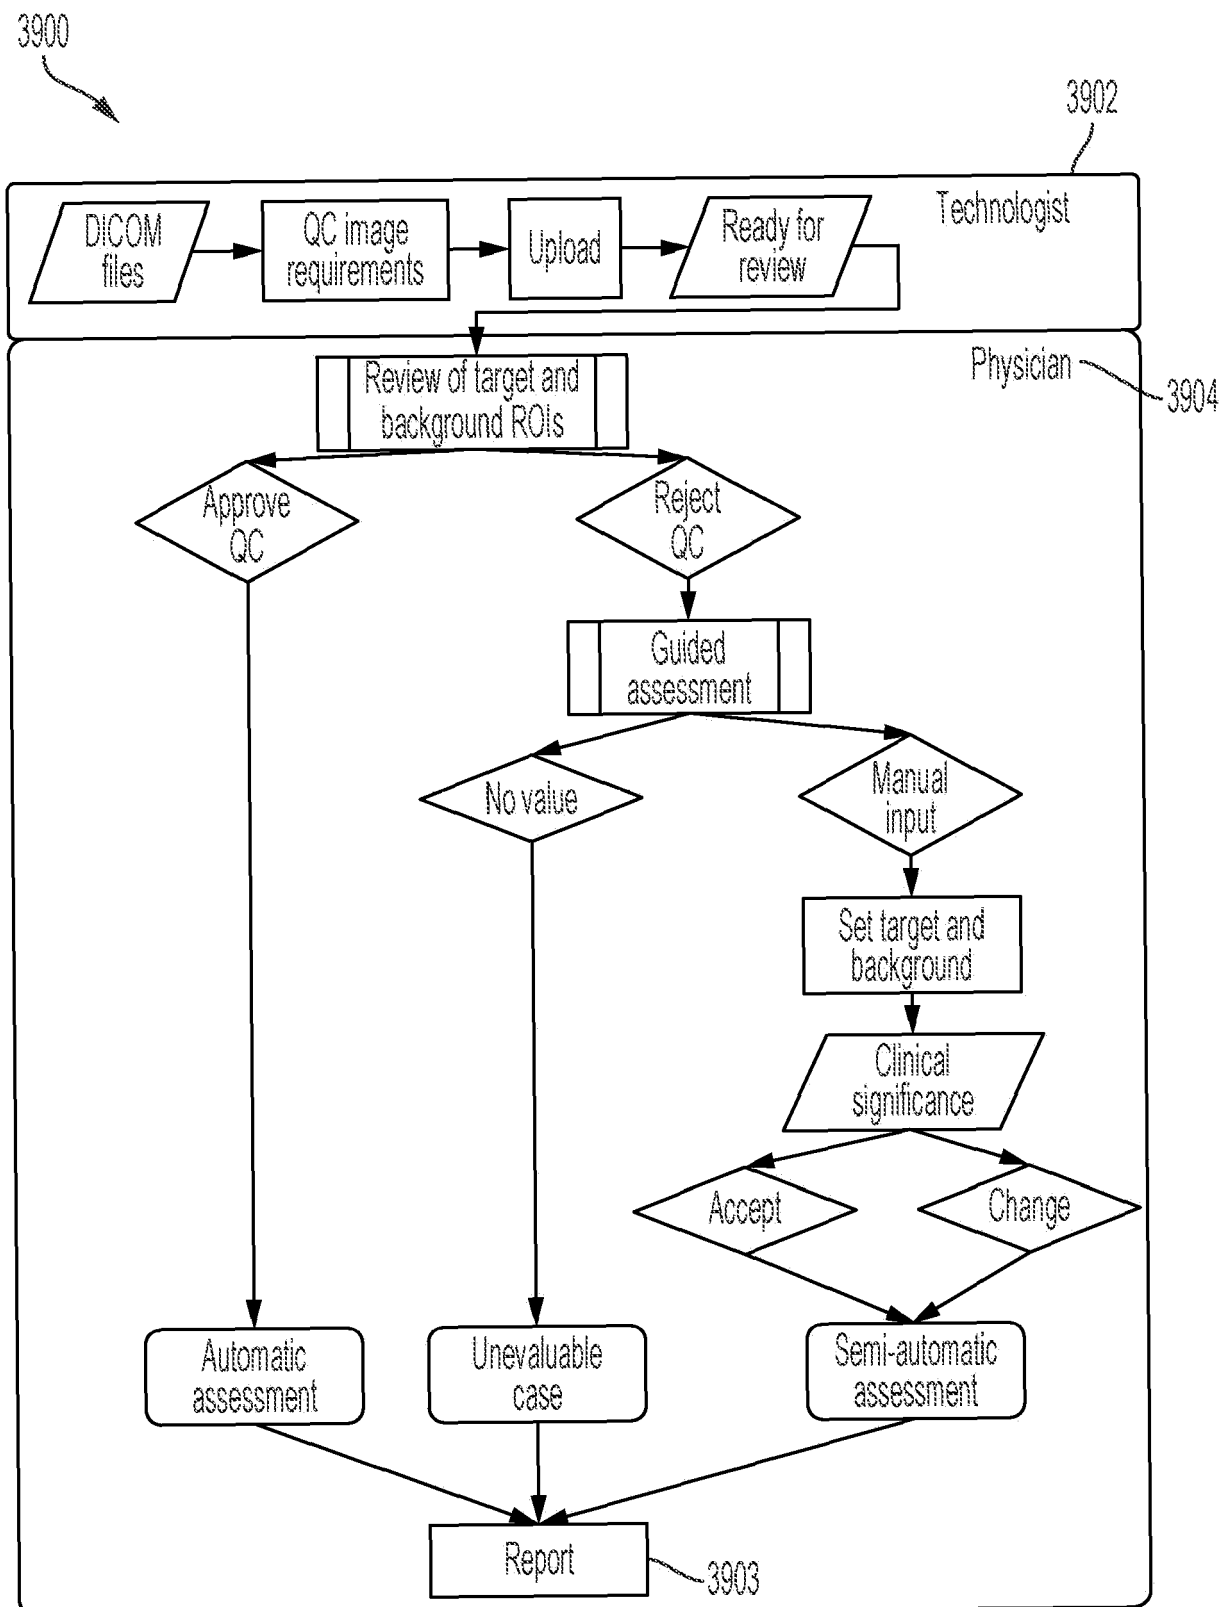 3900
3902
Technologist
DICOM
files
QC image
requirements
Upload
Ready for
review
Physician
3904
Review of target and
background ROIs
Approve
QC
Reject
QC
Guided
assessment
No value
Manual
input
Set target and
background
Clinical
significance
Accept
Change
Automatic
assessment
Unevaluable
case
Semi-automatic
assessment
Report
3903